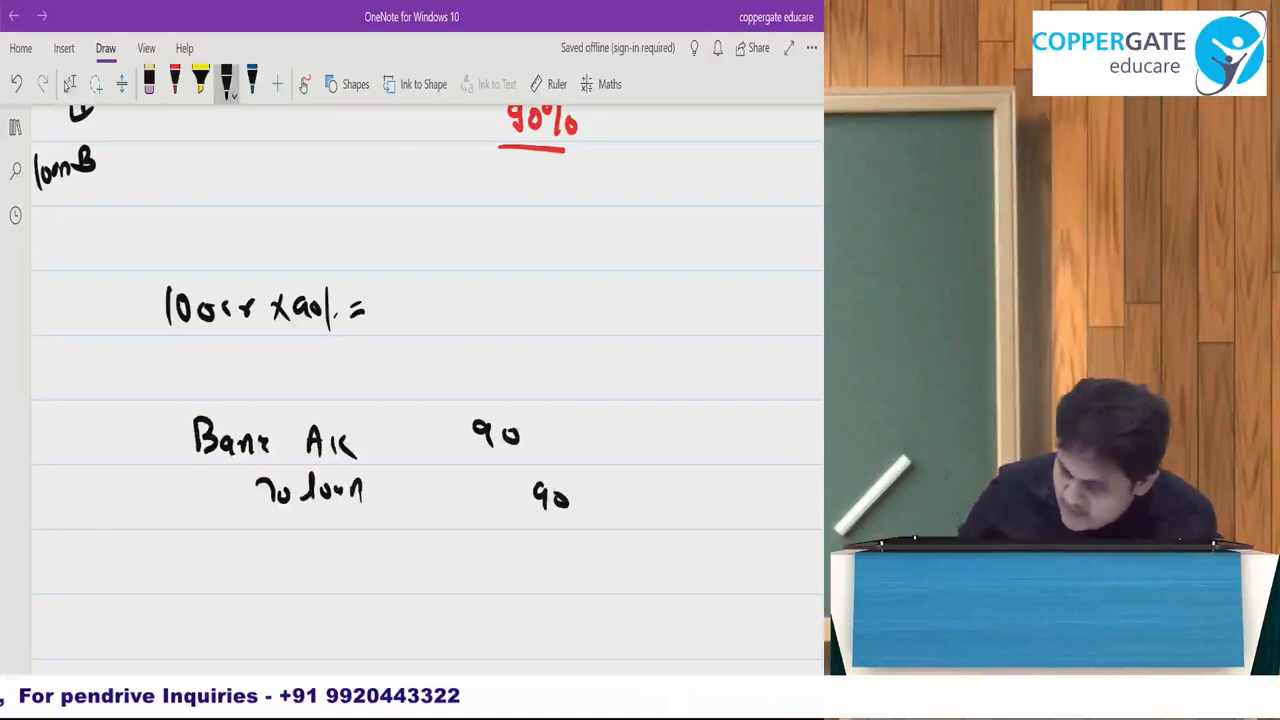 OneNote for Windows 10
coppergate educare
Home Insert Draw View Help
Saved offline (sign-in required)
Share
Shapes
Ink to Shape
Ink to Text
Ruler
Maths
COPPERGATE
educare
90%
100cr x 90% =
Bank A/c 90
To loan 90
, For pendrive Inquiries - +91 9920443322